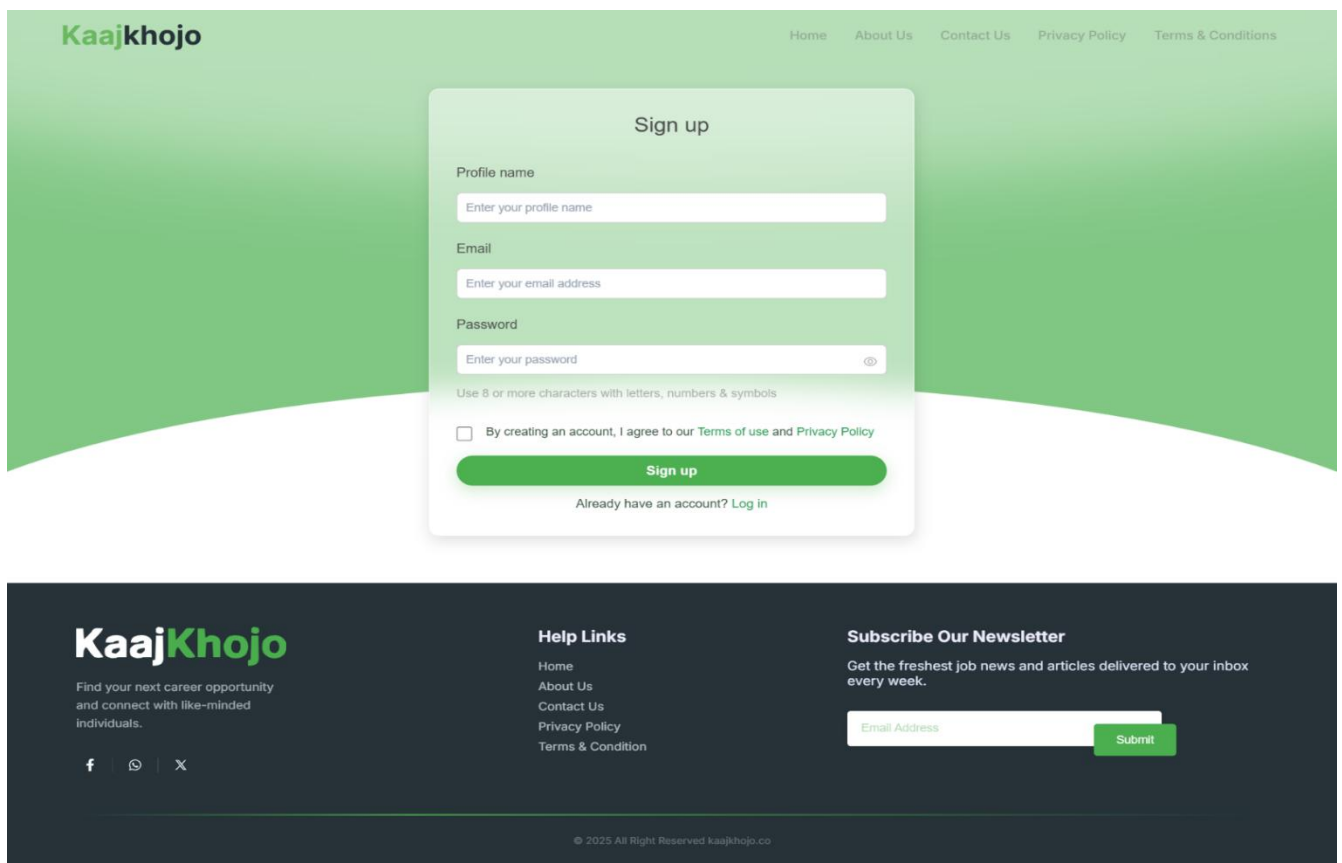 Kaajkhojo
Home About Us Contact Us Privacy Policy Terms & Conditions
Sign up
Profile name
Enter your profile name
Email
Enter your email address
Password
Enter your password
Use 8 or more characters with letters, numbers & symbols
By creating an account, I agree to our Terms of use and Privacy Policy
Sign up
Already have an account? Log in
KaajKhojo
Find your next career opportunity
and connect with like-minded
individuals.
Help Links
Home
About Us
Contact Us
Privacy Policy
Terms & Condition
Subscribe Our Newsletter
Get the freshest job news and articles delivered to your inbox
every week.
Email Address
Submit
© 2025 All Right Reserved kaajkhojo.co